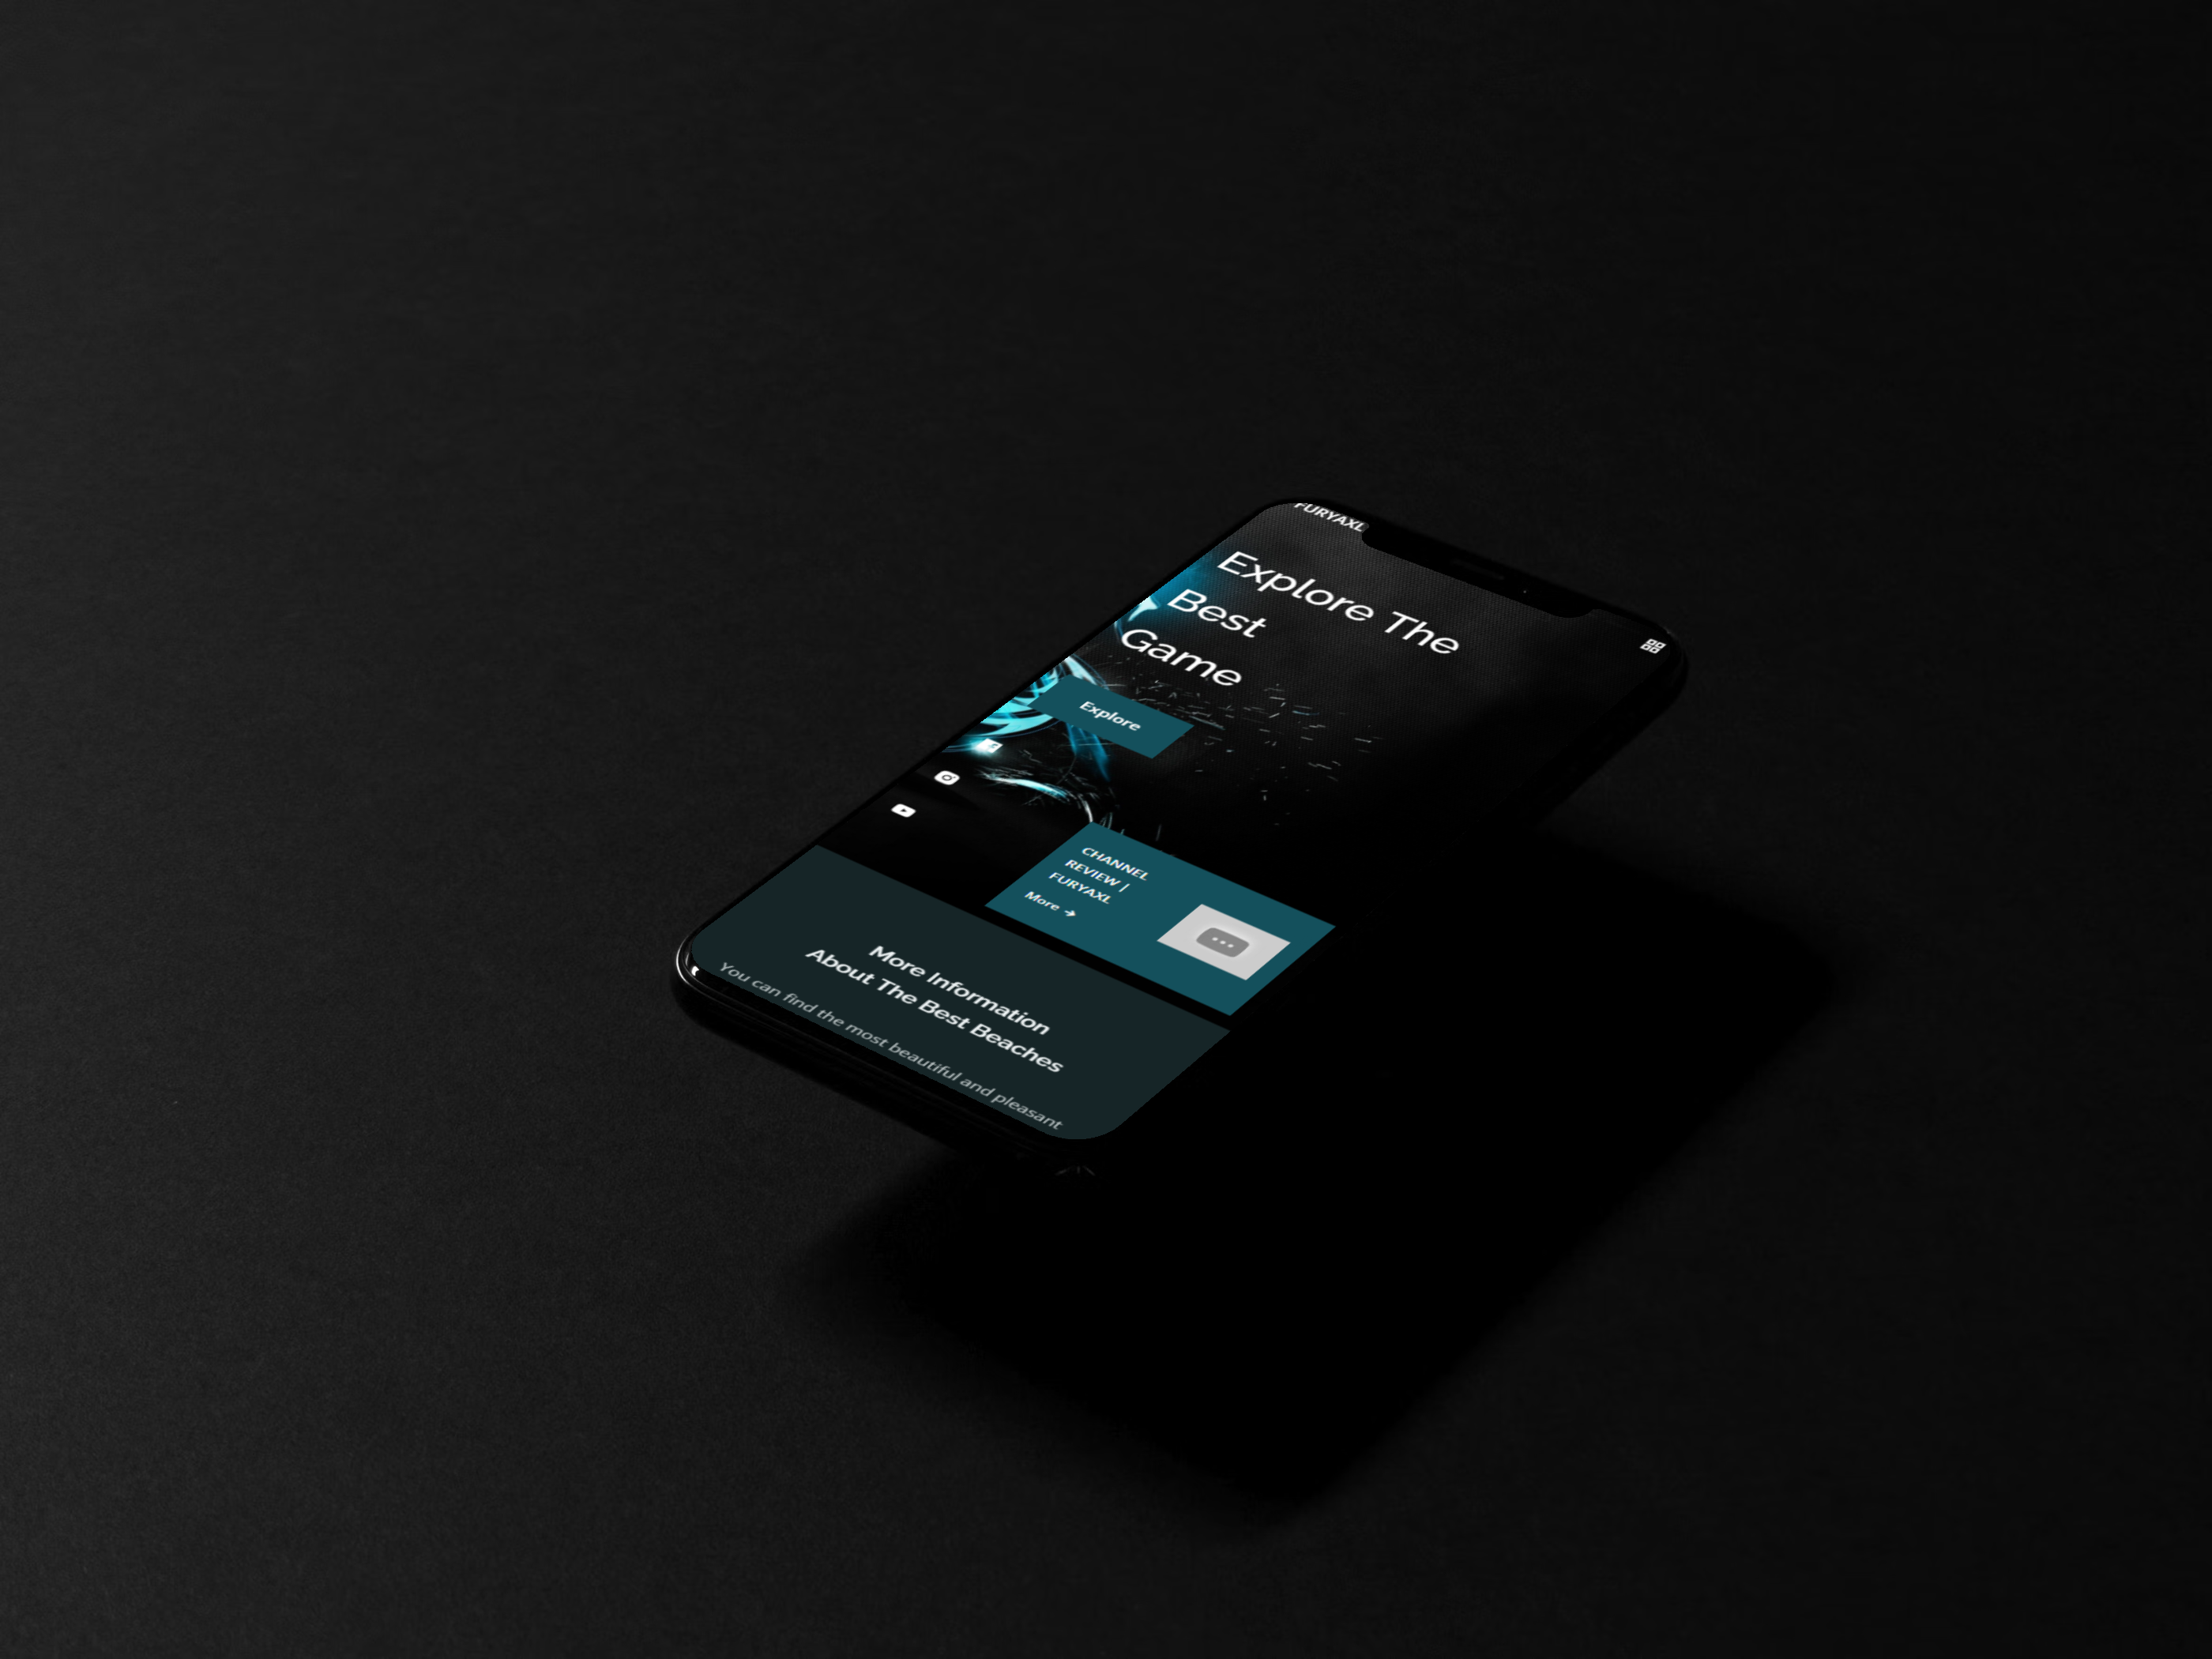 FURYAXL
Explore The
Best
Game
Explore
CHANNEL
REVIEW |
FURYAXL
More →
More Information
About The Best Beaches
You can find the most beautiful and pleasant